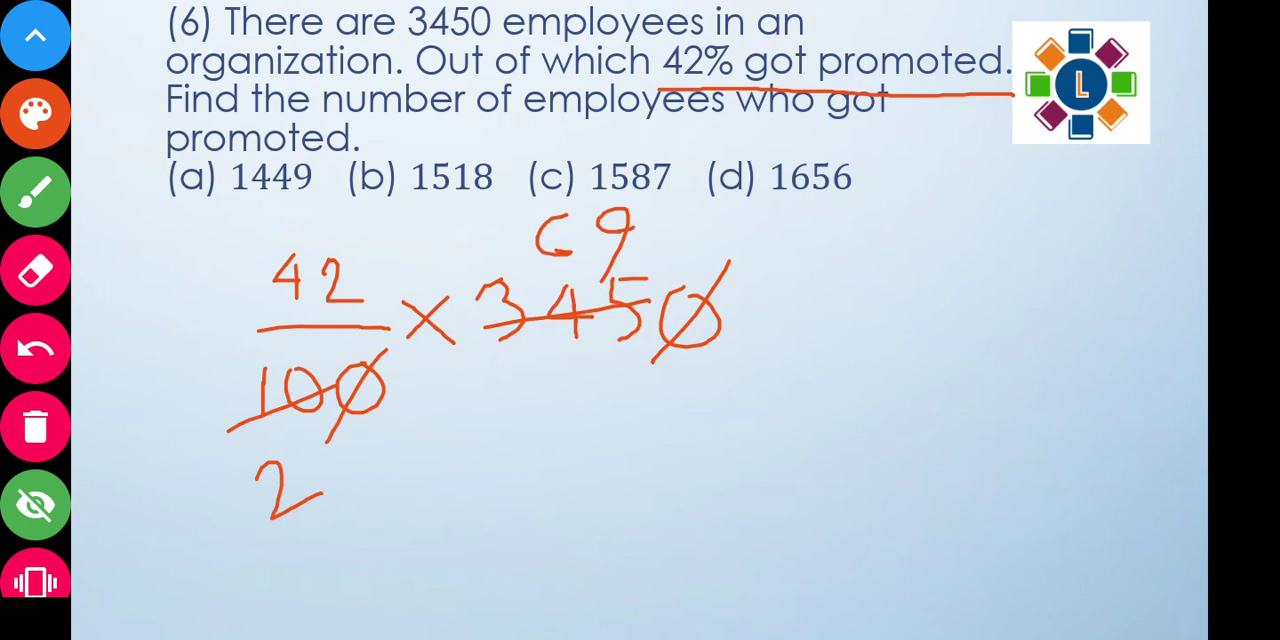 (6) There are 3450 employees in an
organization. Out of which 42% got promoted.
Find the number of employees who got
promoted.
(a) 1449 (b) 1518 (c) 1587 (d) 1656
L
69
42 × 3450
100
2